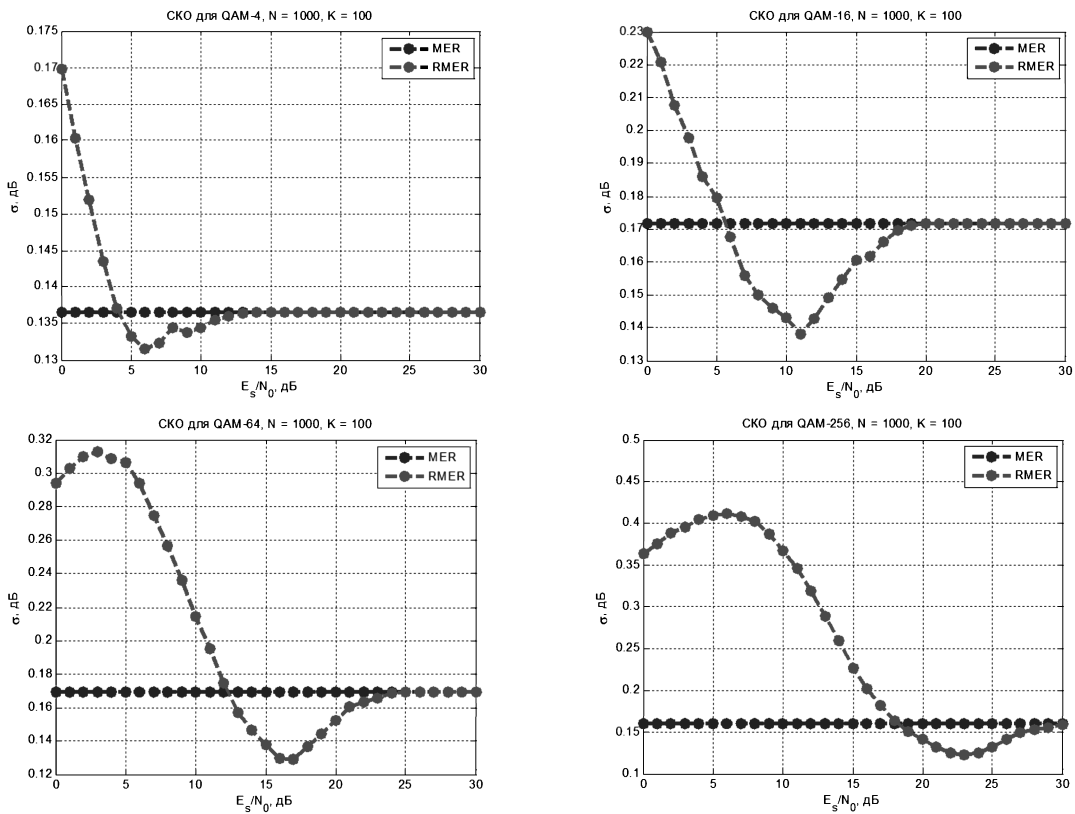 СКО для QAM-4, N = 1000, K = 100
0.175
0.17
0.165
0.16
0.155
0.15
0.145
0.14
0.135
0.13
σ, дБ
MER
RMER
0 5 10 15 20 25 30
E_s/N_0, дБ
СКО для QAM-16, N = 1000, K = 100
0.23
0.22
0.21
0.2
0.19
0.18
0.17
0.16
0.15
0.14
0.13
σ, дБ
MER
RMER
0 5 10 15 20 25 30
E_s/N_0, дБ
СКО для QAM-64, N = 1000, K = 100
0.32
0.3
0.28
0.26
0.24
0.22
0.2
0.18
0.16
0.14
0.12
σ, дБ
MER
RMER
0 5 10 15 20 25 30
E_s/N_0, дБ
СКО для QAM-256, N = 1000, K = 100
0.5
0.45
0.4
0.35
0.3
0.25
0.2
0.15
0.1
σ, дБ
MER
RMER
0 5 10 15 20 25 30
E_s/N_0, дБ